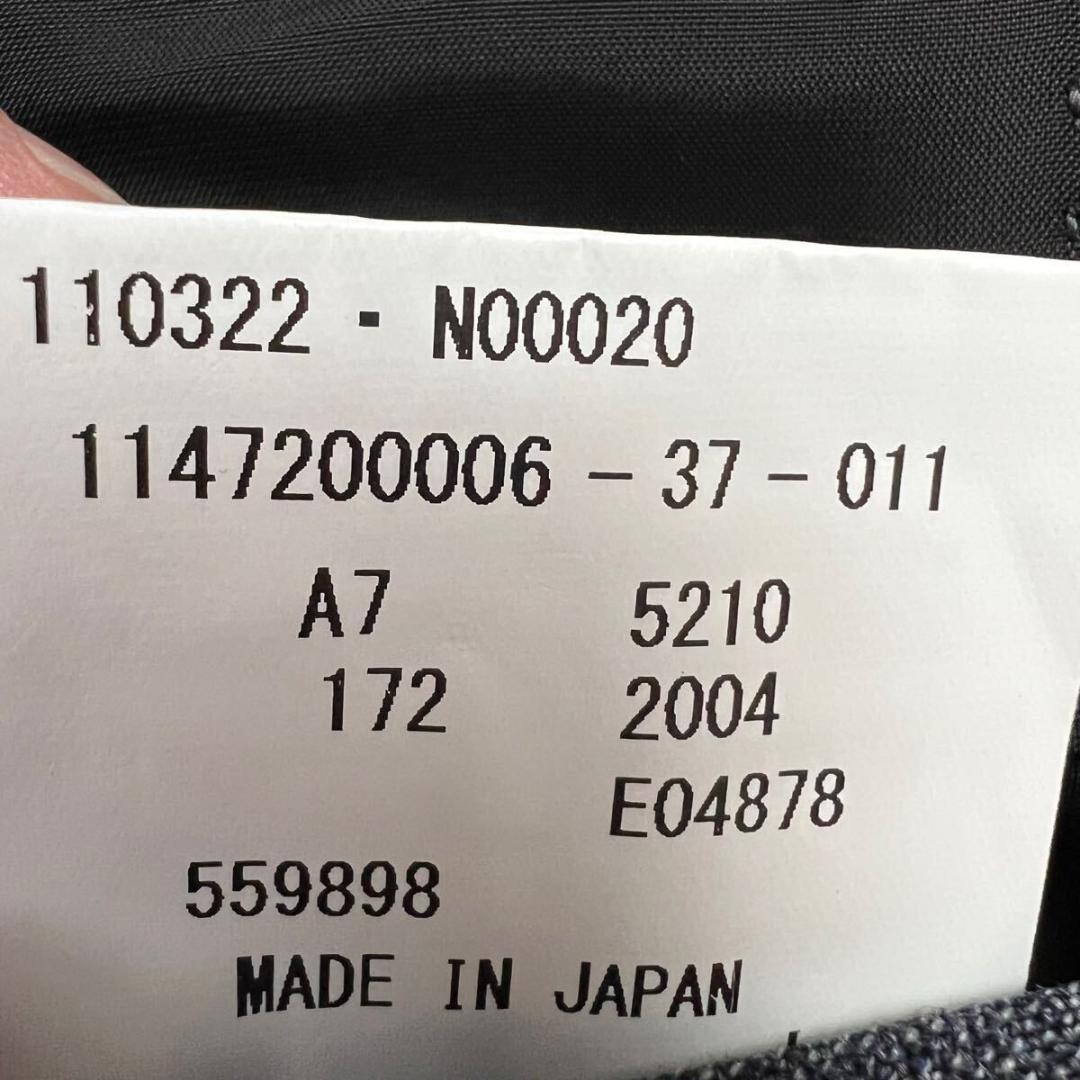 110322・N00020
1147200006－37－011
A7 5210
172 2004
E04878
559898
MADE IN JAPAN